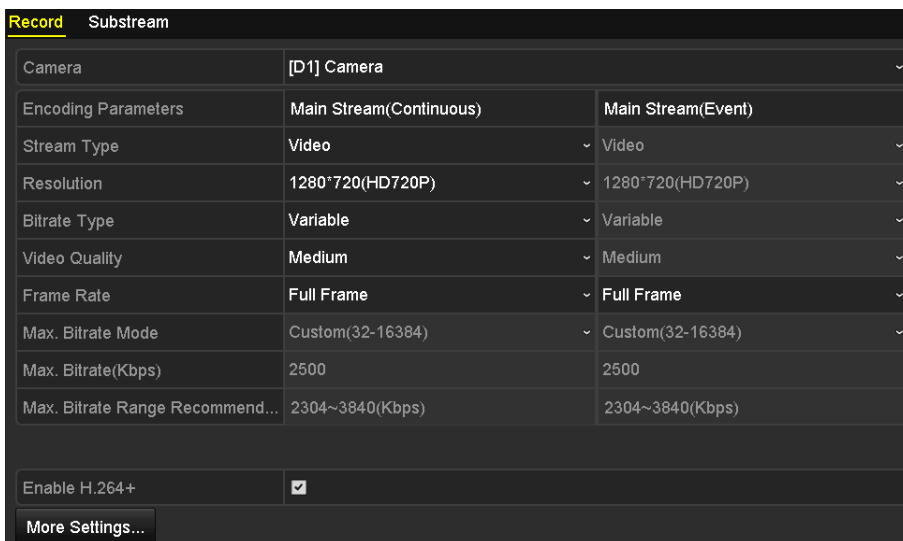 Record Substream
Camera [D1] Camera
Encoding Parameters Main Stream(Continuous) Main Stream(Event)
Stream Type Video Video
Resolution 1280*720(HD720P) 1280*720(HD720P)
Bitrate Type Variable Variable
Video Quality Medium Medium
Frame Rate Full Frame Full Frame
Max. Bitrate Mode Custom(32-16384) Custom(32-16384)
Max. Bitrate(Kbps) 2500 2500
Max. Bitrate Range Recommend... 2304~3840(Kbps) 2304~3840(Kbps)
Enable H.264+
More Settings...